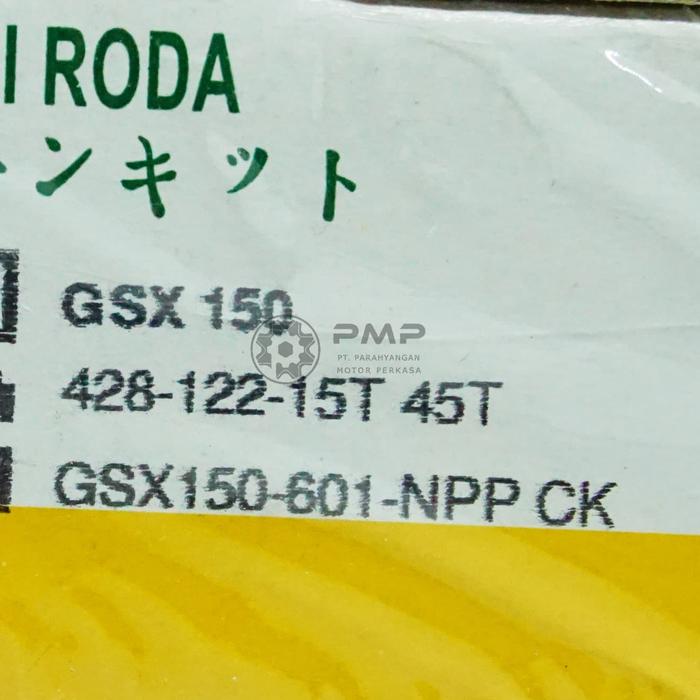 I RODA
ンキット
GSX 150
PMP
PT. PARAHYANGAN
MOTOR PERKASA
428-122-15T 45T
GSX150-601-NPP CK